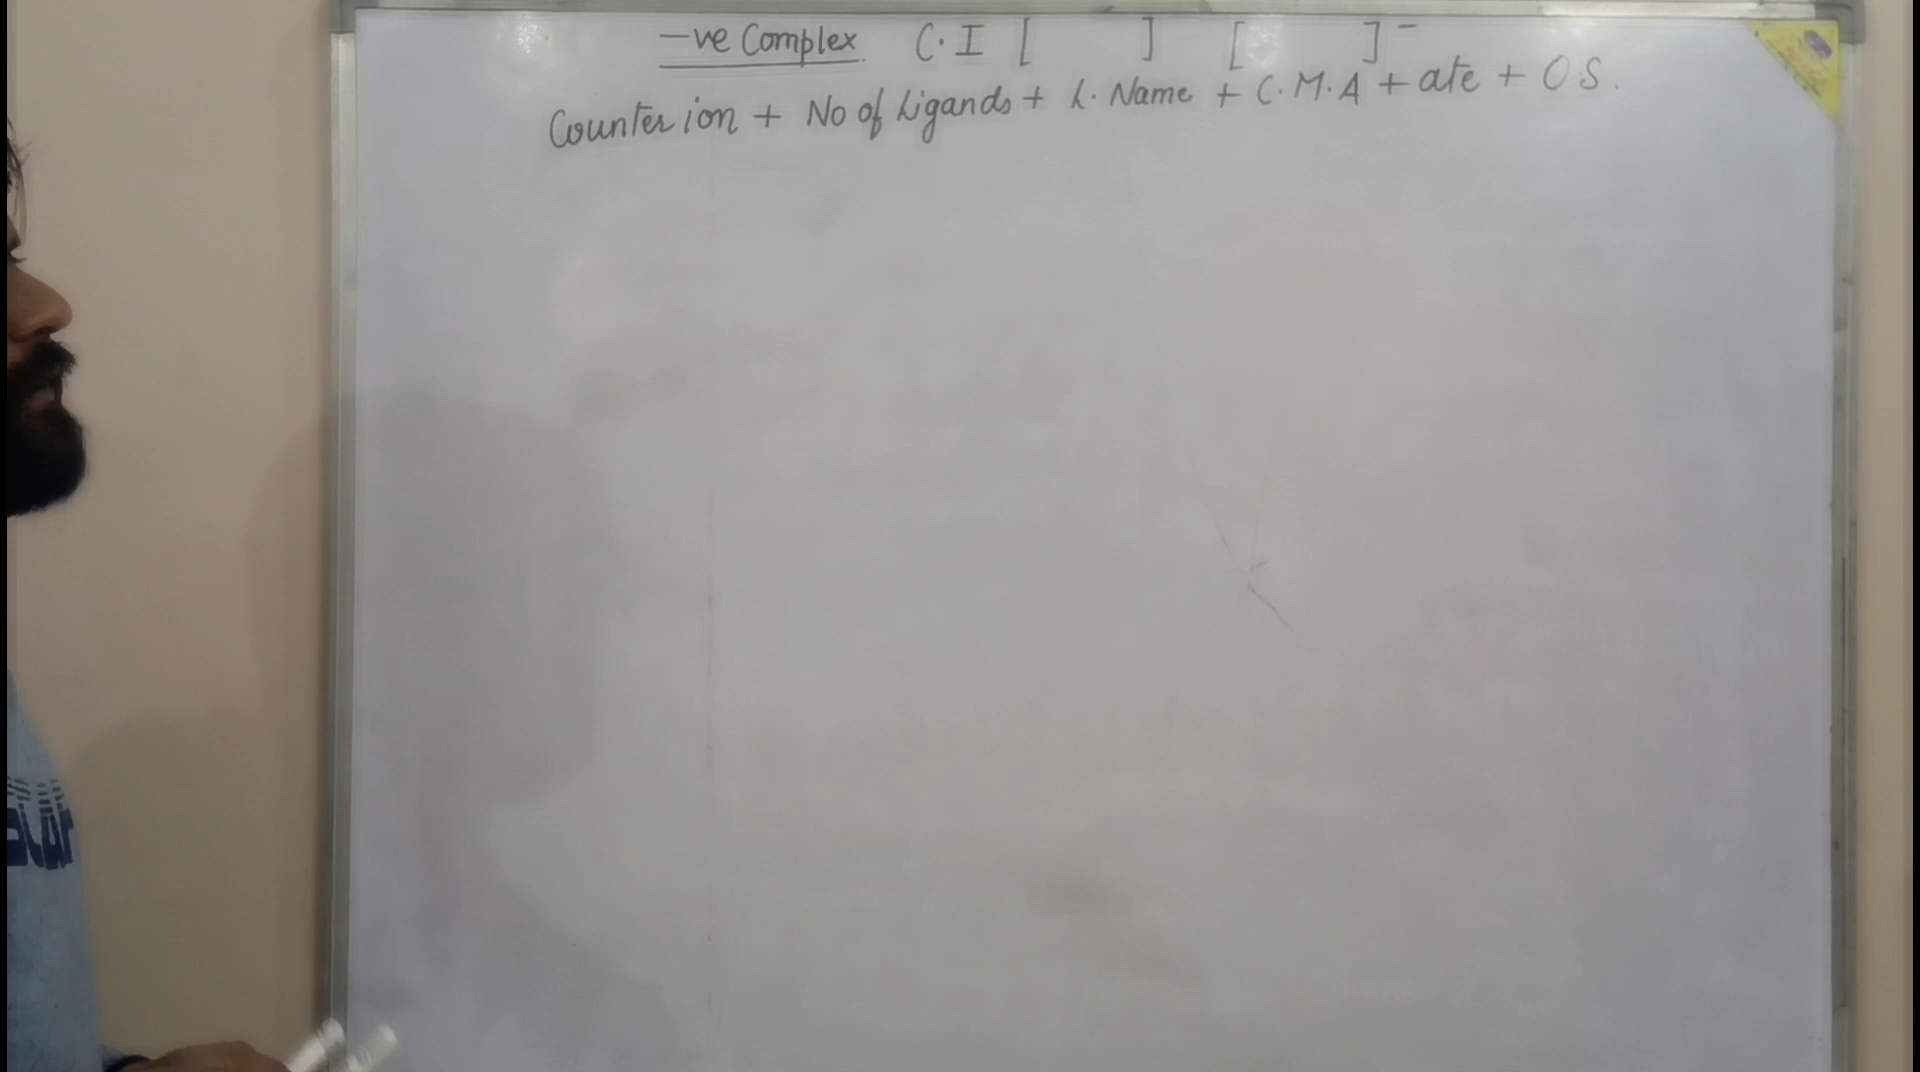 -ve Complex C.I [ ] [ ]⁻
Counter ion + No of Ligands + L. Name + C.M.A + ate + O.S.